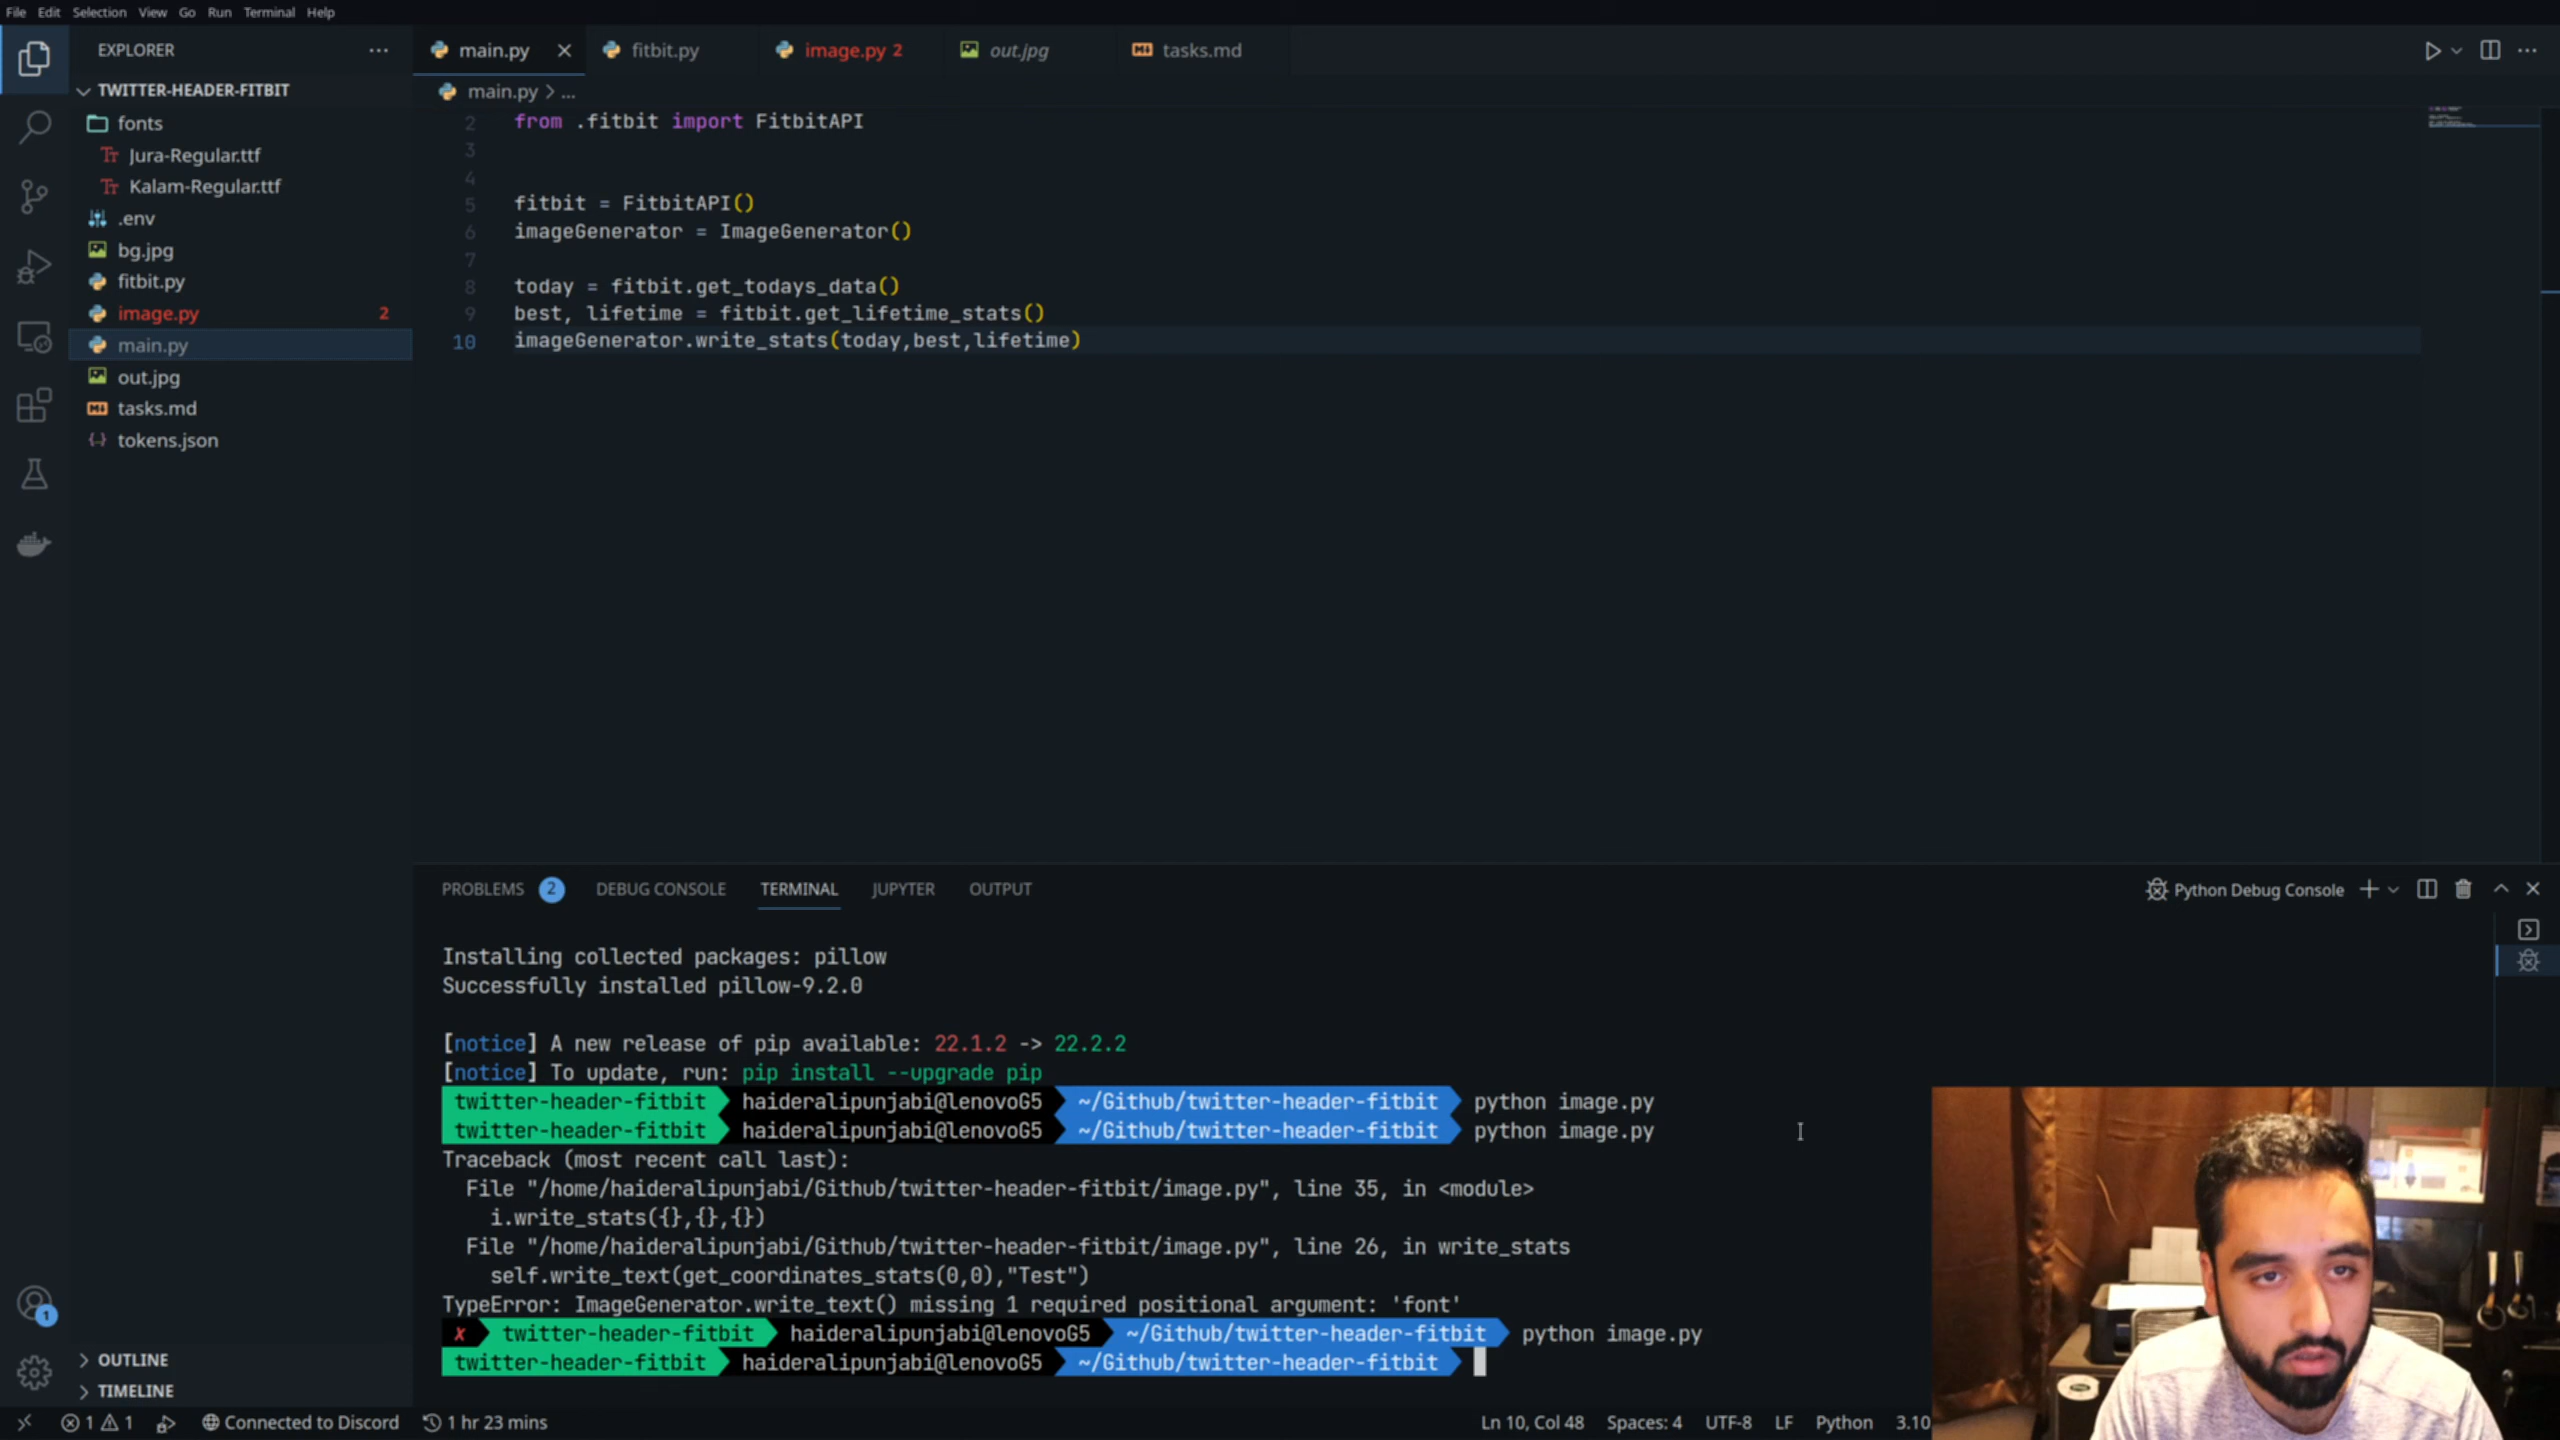 File Edit Selection View Go Run Terminal Help
EXPLORER
TWITTER-HEADER-FITBIT
fonts
Jura-Regular.ttf
Kalam-Regular.ttf
.env
bg.jpg
fitbit.py
image.py 2
main.py
out.jpg
tasks.md
tokens.json
OUTLINE
TIMELINE
main.py fitbit.py image.py 2 out.jpg tasks.md
main.py > ...
2 from .fitbit import FitbitAPI
3
4
5 fitbit = FitbitAPI()
6 imageGenerator = ImageGenerator()
7
8 today = fitbit.get_todays_data()
9 best, lifetime = fitbit.get_lifetime_stats()
10 imageGenerator.write_stats(today,best,lifetime)
PROBLEMS 2 DEBUG CONSOLE TERMINAL JUPYTER OUTPUT
Python Debug Console
Installing collected packages: pillow
Successfully installed pillow-9.2.0
[notice] A new release of pip available: 22.1.2 -> 22.2.2
[notice] To update, run: pip install --upgrade pip
twitter-header-fitbit haideralipunjabi@lenovoG5 ~/Github/twitter-header-fitbit python image.py
twitter-header-fitbit haideralipunjabi@lenovoG5 ~/Github/twitter-header-fitbit python image.py
Traceback (most recent call last):
File "/home/haideralipunjabi/Github/twitter-header-fitbit/image.py", line 35, in <module>
i.write_stats({},{},{})
File "/home/haideralipunjabi/Github/twitter-header-fitbit/image.py", line 26, in write_stats
self.write_text(get_coordinates_stats(0,0),"Test")
TypeError: ImageGenerator.write_text() missing 1 required positional argument: 'font'
x twitter-header-fitbit haideralipunjabi@lenovoG5 ~/Github/twitter-header-fitbit python image.py
twitter-header-fitbit haideralipunjabi@lenovoG5 ~/Github/twitter-header-fitbit
1
1 1 Connected to Discord 1 hr 23 mins Ln 10, Col 48 Spaces: 4 UTF-8 LF Python 3.10